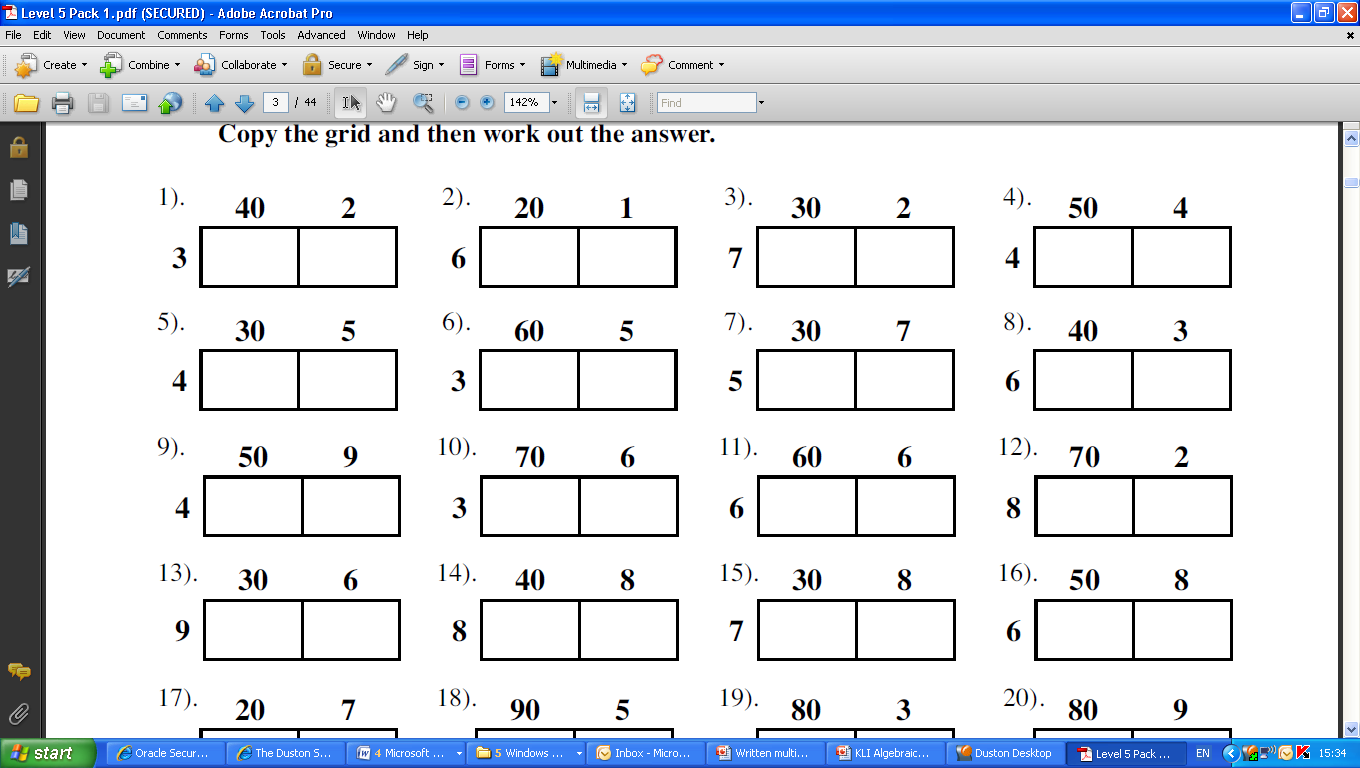 Level 5 Pack 1.pdf (SECURED) - Adobe Acrobat Pro
File Edit View Document Comments Forms Tools Advanced Window Help
Create Combine Collaborate Secure Sign Forms Multimedia Comment
3 / 44 142% Find
Copy the grid and then work out the answer.
1). 40 2 2). 20 1 3). 30 2 4). 50 4
3 6 7 4
5). 30 5 6). 60 5 7). 30 7 8). 40 3
4 3 5 6
9). 50 9 10). 70 6 11). 60 6 12). 70 2
4 3 6 8
13). 30 6 14). 40 8 15). 30 8 16). 50 8
9 8 7 6
17). 20 7 18). 90 5 19). 80 3 20). 80 9
start Oracle Secur... The Duston S... 4 Microsoft ... 5 Windows ... Inbox - Micro... Written multi... KLI Algebraic... Duston Desktop Level 5 Pack ... EN 15:34